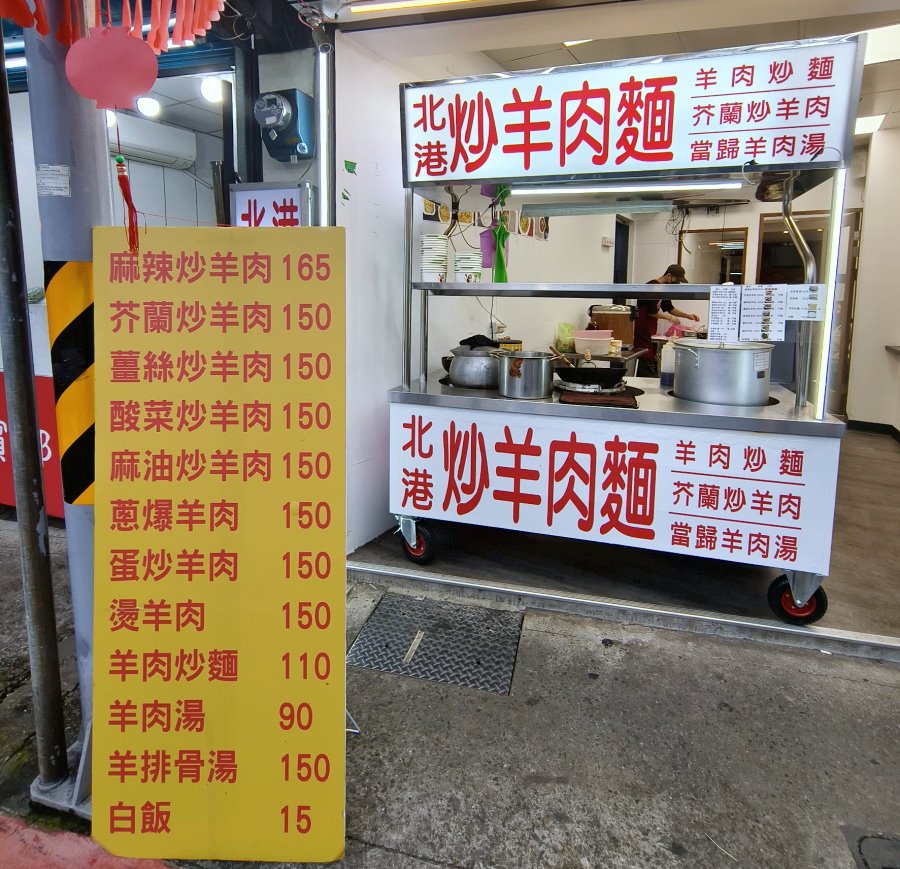 麻辣炒羊肉 165
芥蘭炒羊肉 150
薑絲炒羊肉 150
酸菜炒羊肉 150
麻油炒羊肉 150
蔥爆羊肉 150
蛋炒羊肉 150
燙羊肉 150
羊肉炒麵 110
羊肉湯 90
羊排骨湯 150
白飯 15
北港
北港
炒羊肉麵
羊肉炒麵
芥蘭炒羊肉
當歸羊肉湯
北港
炒羊肉麵
羊肉炒麵
芥蘭炒羊肉
當歸羊肉湯